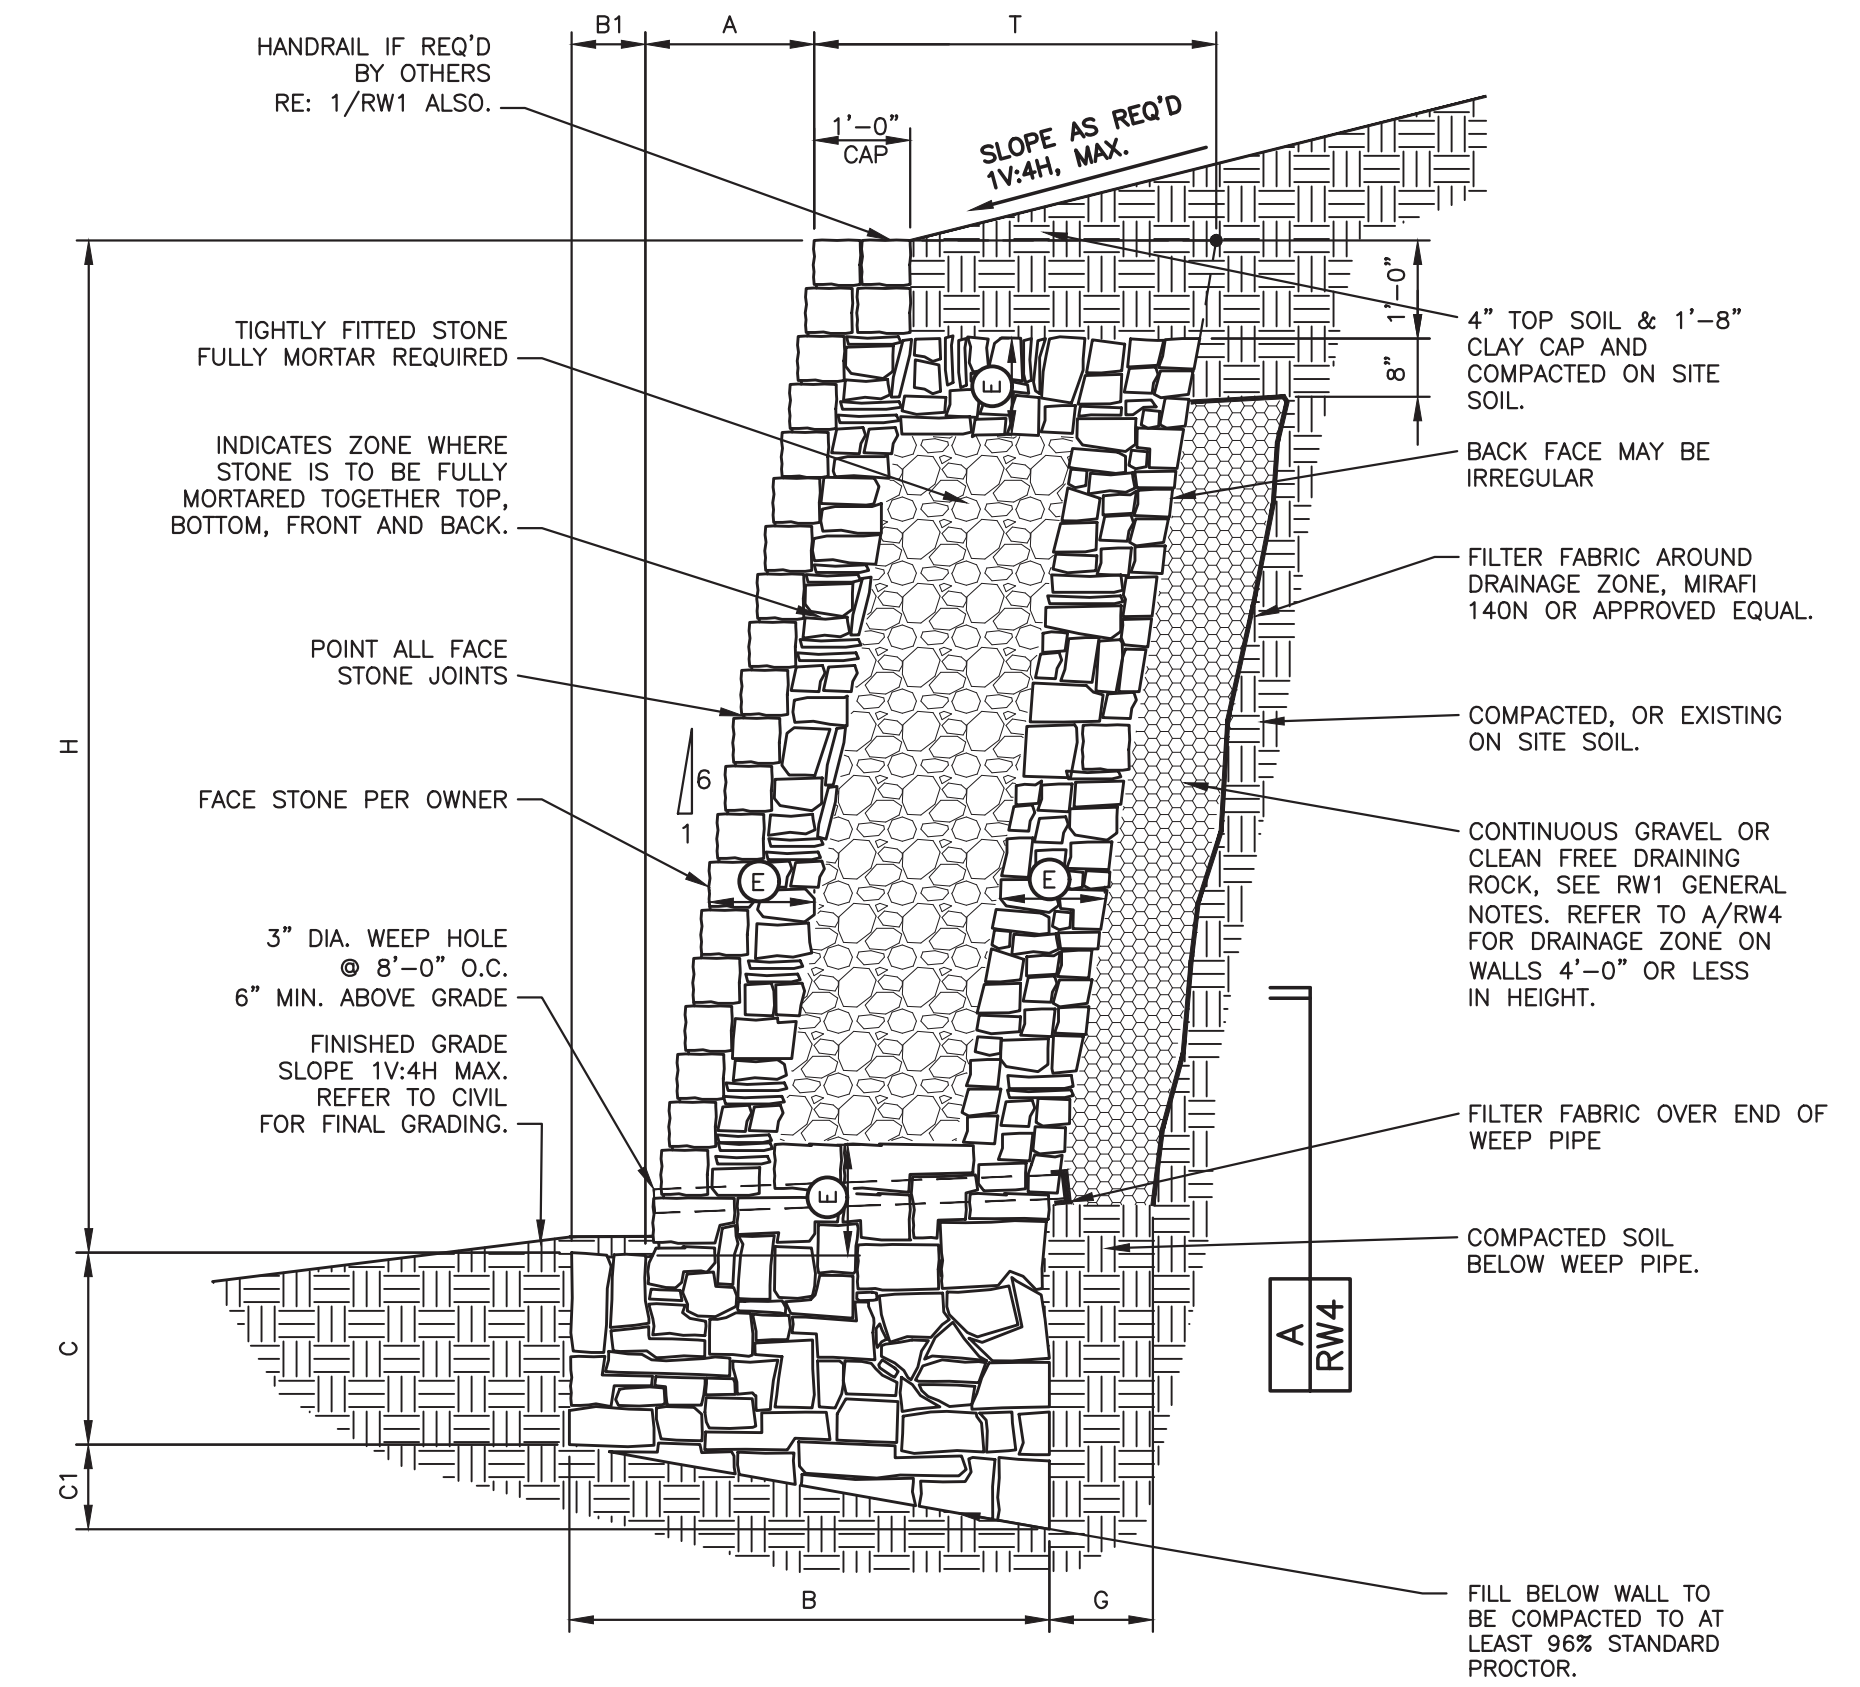 B1
A
T
HANDRAIL IF REQ'D
BY OTHERS
RE: 1/RW1 ALSO.
1'-0"
CAP
SLOPE AS REQ'D
1V:4H, MAX.
H
TIGHTLY FITTED STONE
FULLY MORTAR REQUIRED
INDICATES ZONE WHERE
STONE IS TO BE FULLY
MORTARED TOGETHER TOP,
BOTTOM, FRONT AND BACK.
POINT ALL FACE
STONE JOINTS
6
1
FACE STONE PER OWNER
3" DIA. WEEP HOLE
@ 8'-0" O.C.
6" MIN. ABOVE GRADE
FINISHED GRADE
SLOPE 1V:4H MAX.
REFER TO CIVIL
FOR FINAL GRADING.
E
E
E
E
1'-0"
8"
4" TOP SOIL & 1'-8"
CLAY CAP AND
COMPACTED ON SITE
SOIL.
BACK FACE MAY BE
IRREGULAR
FILTER FABRIC AROUND
DRAINAGE ZONE, MIRAFI
140N OR APPROVED EQUAL.
COMPACTED, OR EXISTING
ON SITE SOIL.
CONTINUOUS GRAVEL OR
CLEAN FREE DRAINING
ROCK, SEE RW1 GENERAL
NOTES. REFER TO A/RW4
FOR DRAINAGE ZONE ON
WALLS 4'-0" OR LESS
IN HEIGHT.
FILTER FABRIC OVER END OF
WEEP PIPE
COMPACTED SOIL
BELOW WEEP PIPE.
A
RW4
C
C1
B
G
FILL BELOW WALL TO
BE COMPACTED TO AT
LEAST 96% STANDARD
PROCTOR.